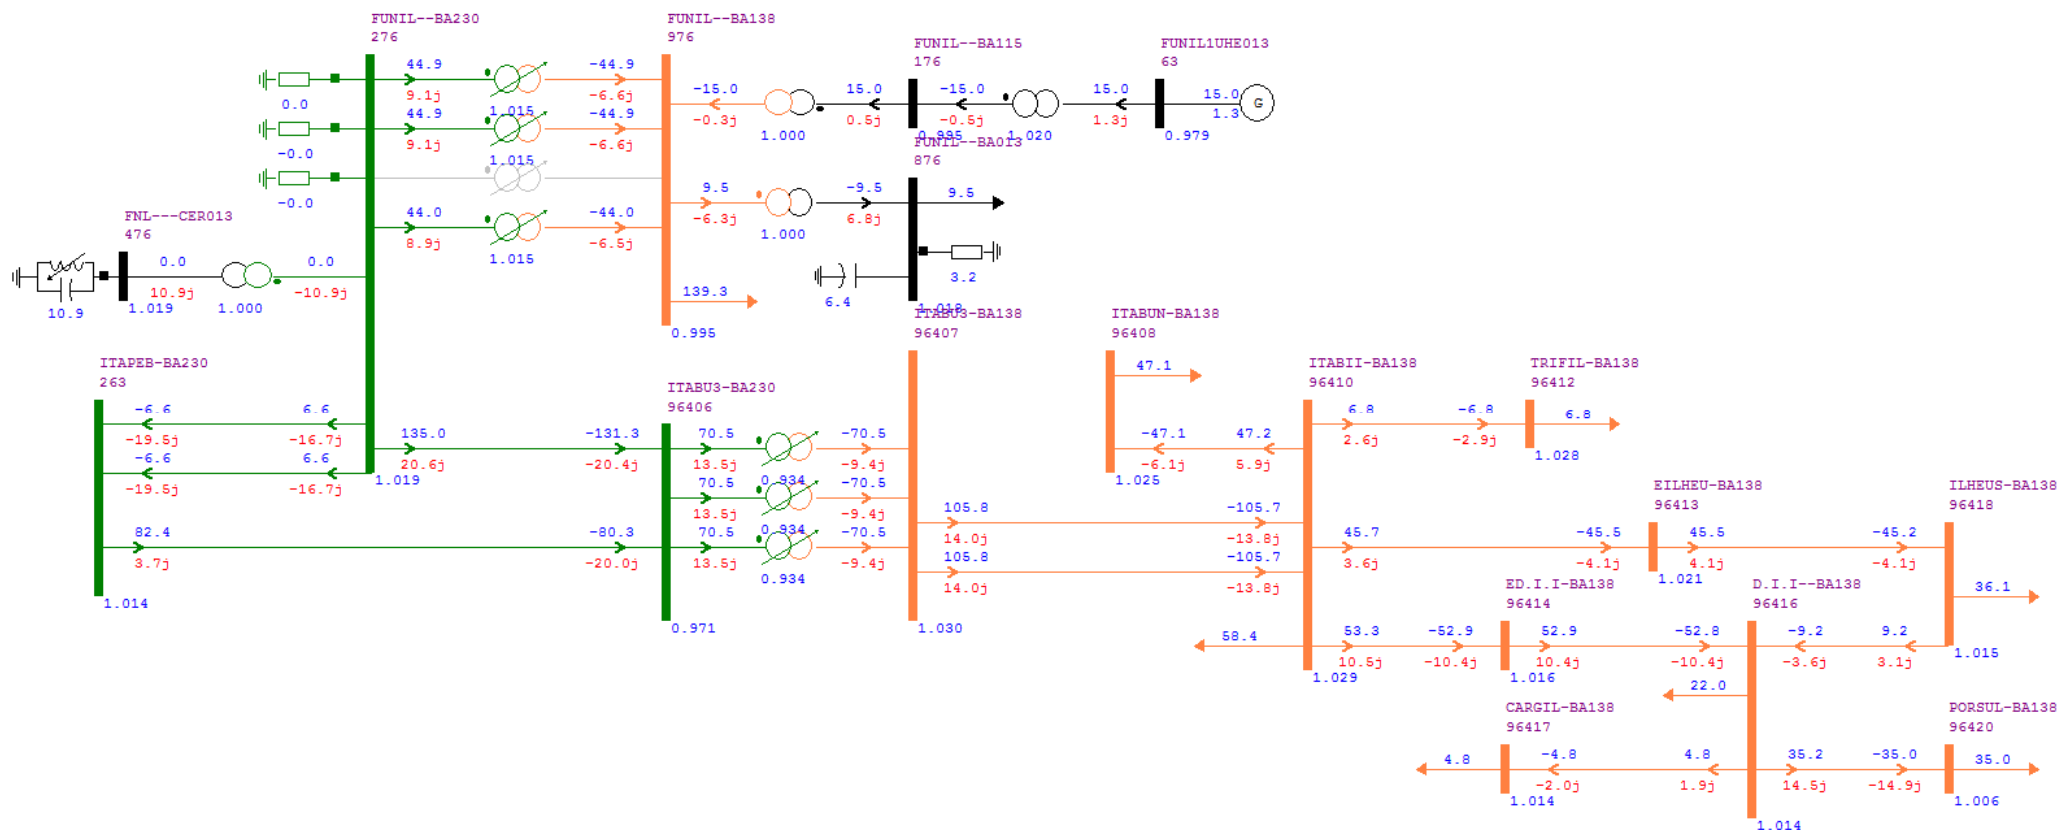 FUNIL--BA230
276
FUNIL--BA138
976
FUNIL--BA115
176
FUNIL1UHE013
63
44.9
9.1j
-44.9
-6.6j
1.015
0.0
44.9
9.1j
-44.9
-6.6j
1.015
-0.0
-0.0
44.0
8.9j
-44.0
-6.5j
1.015
-15.0
-0.3j
1.000
15.0
0.5j
-15.0
-0.5j
0.995
1.020
15.0
1.3j
0.979
15.0
1.3
G
FUNIL--BA013
876
9.5
-6.3j
1.000
-9.5
6.8j
9.5
3.2
6.4
1.018
139.3
0.995
FNL---CER013
476
10.9
0.0
10.9j
1.019
1.000
0.0
-10.9j
ITAPEB-BA230
263
-6.6
-19.5j
6.6
-16.7j
-6.6
-19.5j
6.6
-16.7j
82.4
3.7j
1.014
135.0
20.6j
1.019
-131.3
-20.4j
-80.3
-20.0j
ITABU3-BA230
96406
70.5
13.5j
-70.5
-9.4j
0.934
70.5
13.5j
-70.5
-9.4j
0.934
70.5
13.5j
-70.5
-9.4j
0.934
0.971
ITABU3-BA138
96407
105.8
14.0j
-105.7
-13.8j
105.8
14.0j
-105.7
-13.8j
1.030
ITABUN-BA138
96408
47.1
-47.1
-6.1j
47.2
5.9j
1.025
ITABII-BA138
96410
6.8
2.6j
-6.8
-2.9j
TRIFIL-BA138
96412
6.8
1.028
45.7
3.6j
-45.5
-4.1j
58.4
53.3
10.5j
-52.9
-10.4j
1.029
EILHEU-BA138
96413
45.5
4.1j
-45.2
-4.1j
1.021
ILHEUS-BA138
96418
36.1
1.015
ED.I.I-BA138
96414
52.9
10.4j
-52.8
-10.4j
1.016
D.I.I--BA138
96416
-9.2
-3.6j
9.2
3.1j
22.0
CARGIL-BA138
96417
4.8
-4.8
-2.0j
4.8
1.9j
1.014
35.2
14.5j
-35.0
-14.9j
1.014
PORSUL-BA138
96420
35.0
1.006